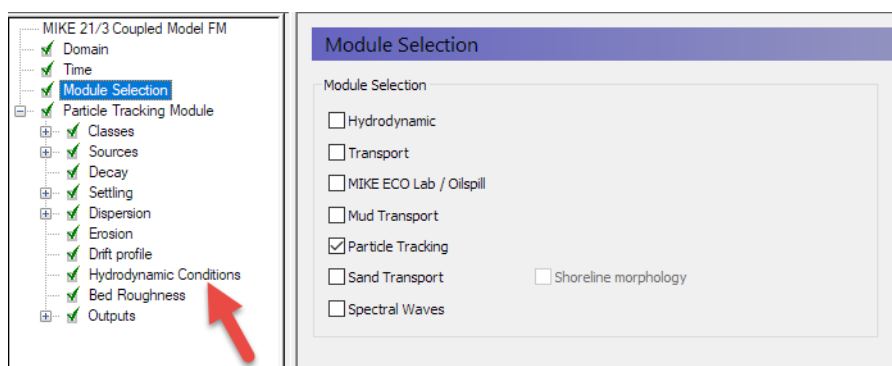 MIKE 21/3 Coupled Model FM
Domain
Time
Module Selection
Particle Tracking Module
Classes
Sources
Decay
Settling
Dispersion
Erosion
Drift profile
Hydrodynamic Conditions
Bed Roughness
Outputs
Module Selection
Module Selection
Hydrodynamic
Transport
MIKE ECO Lab / Oilspill
Mud Transport
Particle Tracking
Sand Transport Shoreline morphology
Spectral Waves